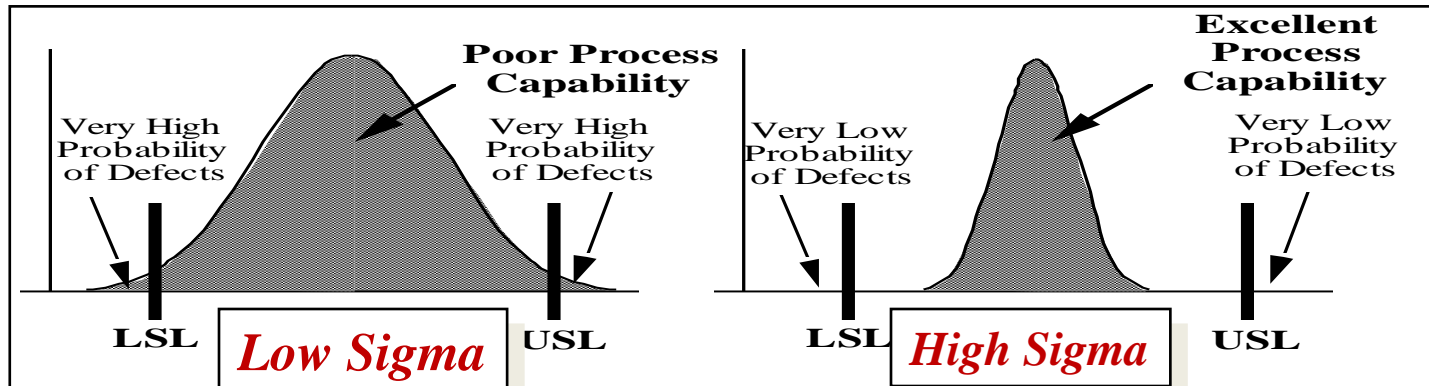 Poor Process
Capability
Very High
Probability
of Defects
Very High
Probability
of Defects
LSL
USL
Low Sigma
Excellent
Process
Capability
Very Low
Probability
of Defects
Very Low
Probability
of Defects
LSL
USL
High Sigma